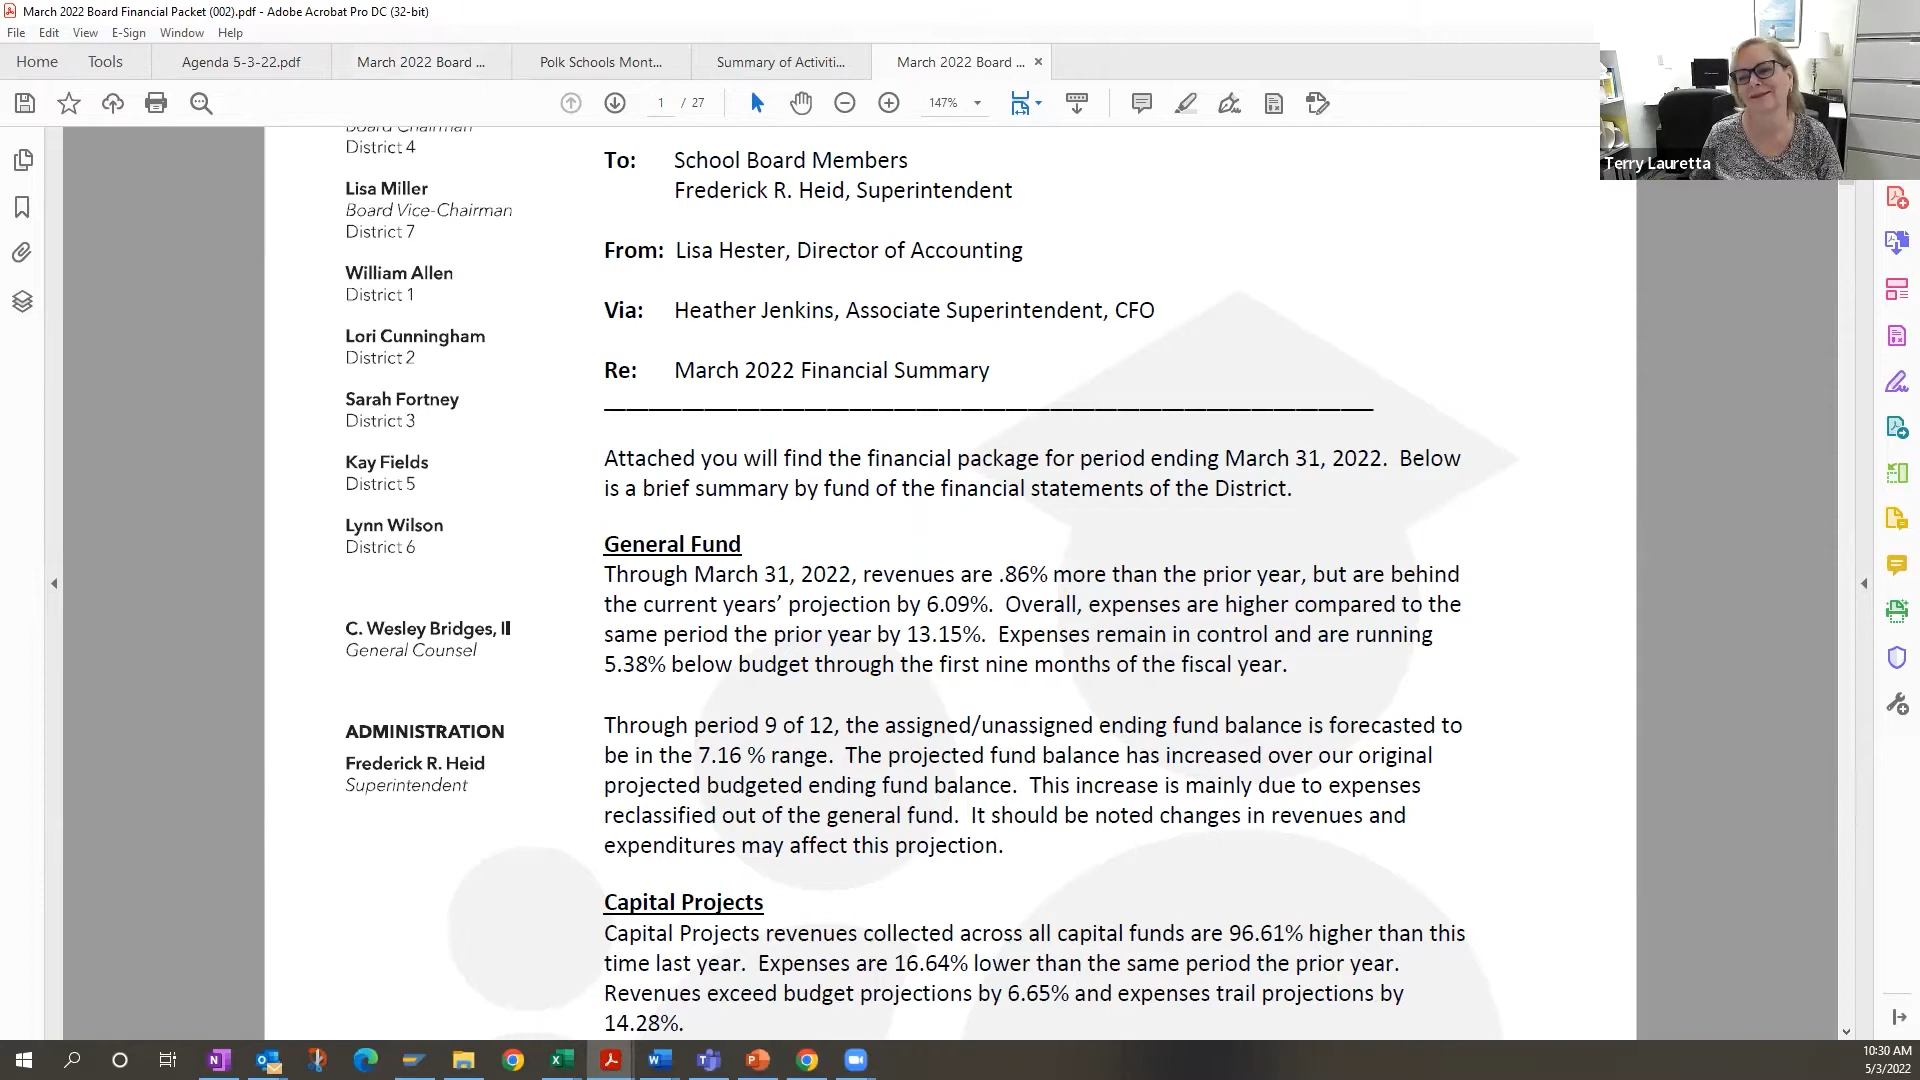 March 2022 Board Financial Packet (002).pdf - Adobe Acrobat Pro DC (32-bit)
File Edit View E-Sign Window Help
Home Tools Agenda 5-3-22.pdf March 2022 Board ... Polk Schools Mont... Summary of Activiti... March 2022 Board ... ×
1 / 27 147%
Terry Lauretta
Board Chairman
District 4
Lisa Miller
Board Vice-Chairman
District 7
William Allen
District 1
Lori Cunningham
District 2
Sarah Fortney
District 3
Kay Fields
District 5
Lynn Wilson
District 6
C. Wesley Bridges, II
General Counsel
ADMINISTRATION
Frederick R. Heid
Superintendent
To: School Board Members
Frederick R. Heid, Superintendent
From: Lisa Hester, Director of Accounting
Via: Heather Jenkins, Associate Superintendent, CFO
Re: March 2022 Financial Summary
Attached you will find the financial package for period ending March 31, 2022. Below
is a brief summary by fund of the financial statements of the District.
General Fund
Through March 31, 2022, revenues are .86% more than the prior year, but are behind
the current years’ projection by 6.09%. Overall, expenses are higher compared to the
same period the prior year by 13.15%. Expenses remain in control and are running
5.38% below budget through the first nine months of the fiscal year.
Through period 9 of 12, the assigned/unassigned ending fund balance is forecasted to
be in the 7.16 % range. The projected fund balance has increased over our original
projected budgeted ending fund balance. This increase is mainly due to expenses
reclassified out of the general fund. It should be noted changes in revenues and
expenditures may affect this projection.
Capital Projects
Capital Projects revenues collected across all capital funds are 96.61% higher than this
time last year. Expenses are 16.64% lower than the same period the prior year.
Revenues exceed budget projections by 6.65% and expenses trail projections by
14.28%.
10:30 AM
5/3/2022